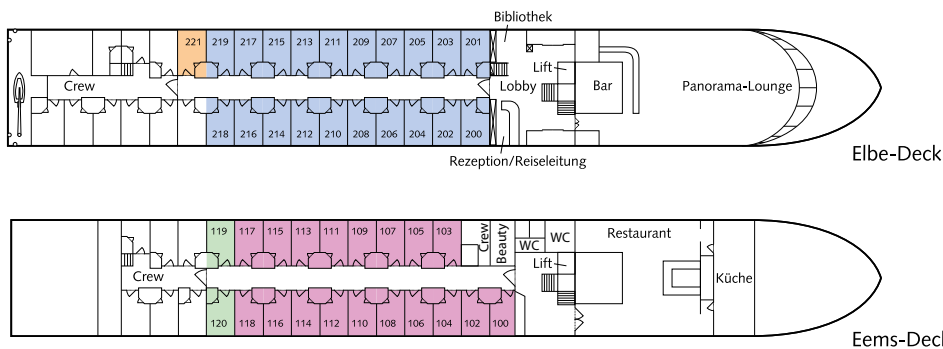 Bibliothek
221 219 217 215 213 211 209 207 205 203 201
Lift
Crew
Lobby
Bar
Panorama-Lounge
218 216 214 212 210 208 206 204 202 200
Rezeption/Reiseleitung
Elbe-Deck
119 117 115 113 111 109 107 105 103
Crew
Beauty
WC
WC
Restaurant
Lift
Crew
Küche
120 118 116 114 112 110 108 106 104 102 100
Eems-Deck